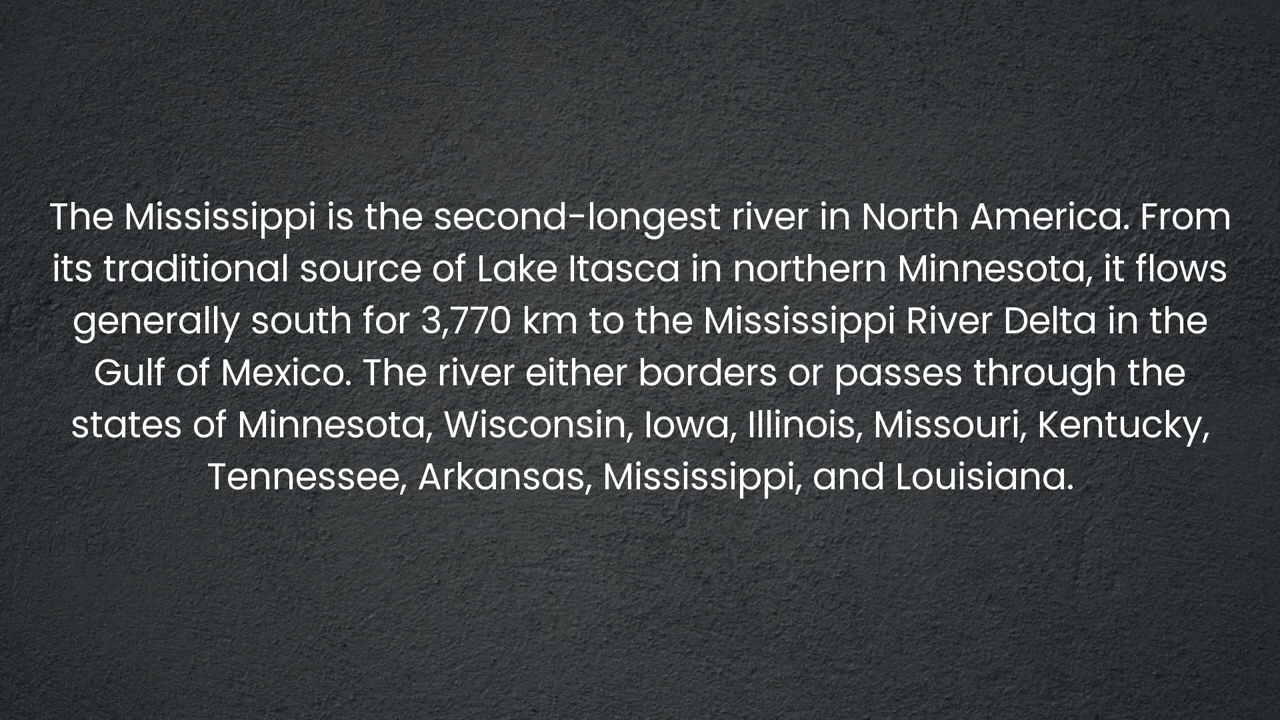 The Mississippi is the second-longest river in North America. From
its traditional source of Lake Itasca in northern Minnesota, it flows
generally south for 3,770 km to the Mississippi River Delta in the
Gulf of Mexico. The river either borders or passes through the
states of Minnesota, Wisconsin, Iowa, Illinois, Missouri, Kentucky,
Tennessee, Arkansas, Mississippi, and Louisiana.